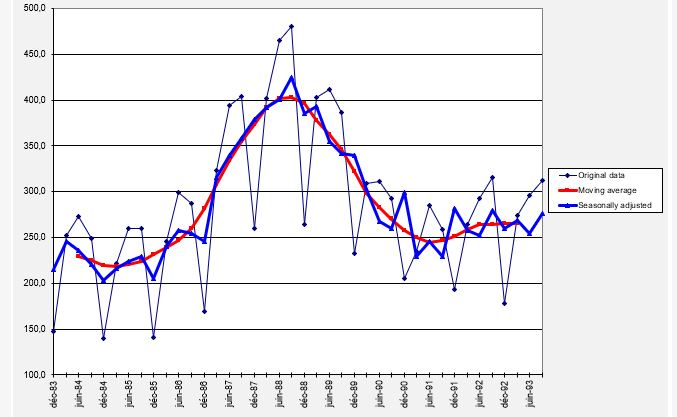 500,0
450,0
400,0
350,0
300,0
250,0
200,0
150,0
100,0
déc-83
juin-84
déc-84
juin-85
déc-85
juin-86
déc-86
juin-87
déc-87
juin-88
déc-88
juin-89
déc-89
juin-90
déc-90
juin-91
déc-91
juin-92
déc-92
juin-93
Original data
Moving average
Seasonally adjusted